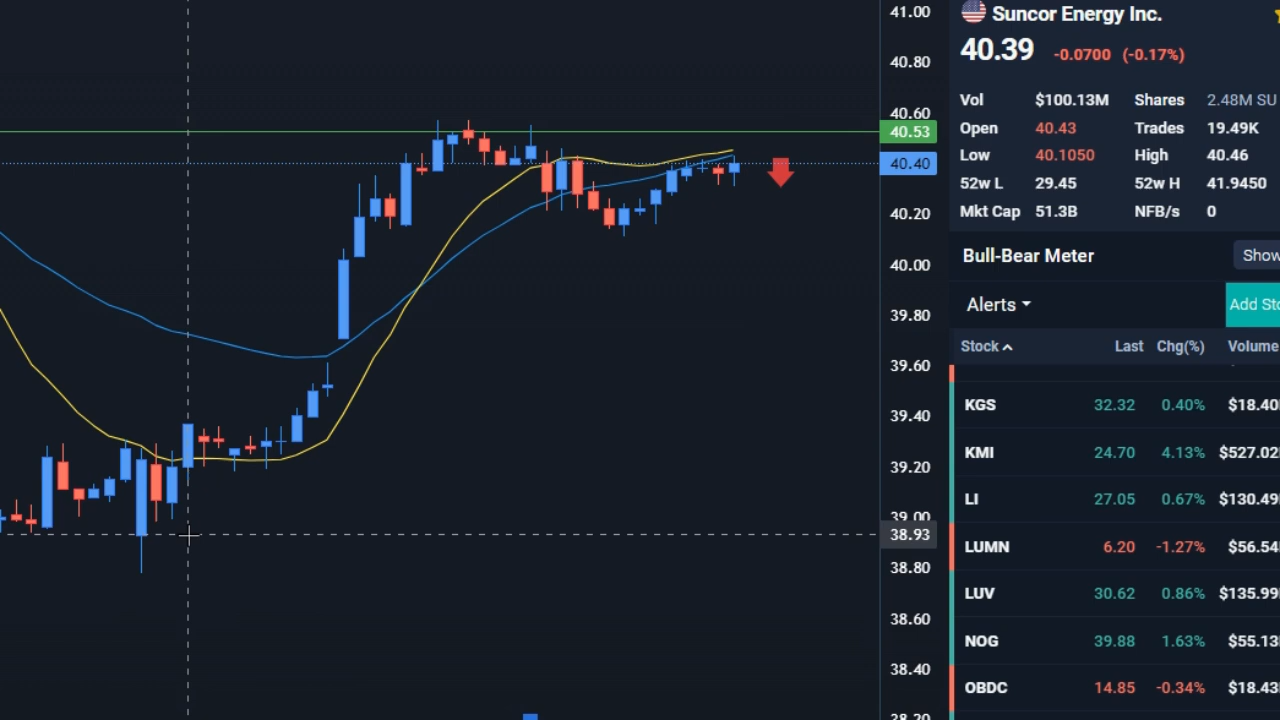 41.00
40.80
40.60
40.53
40.40
40.20
40.00
39.80
39.60
39.40
39.20
39.00
38.93
38.80
38.60
38.40
38.20
Suncor Energy Inc.
40.39 -0.0700 (-0.17%)
Vol $100.13M Shares 2.48M SU
Open 40.43 Trades 19.49K
Low 40.1050 High 40.46
52w L 29.45 52w H 41.9450
Mkt Cap 51.3B NFB/s 0
Bull-Bear Meter Show
Alerts Add Sto
Stock Last Chg(%) Volume
KGS 32.32 0.40% $18.40
KMI 24.70 4.13% $527.02
LI 27.05 0.67% $130.49
LUMN 6.20 -1.27% $56.54
LUV 30.62 0.86% $135.99
NOG 39.88 1.63% $55.13
OBDC 14.85 -0.34% $18.43